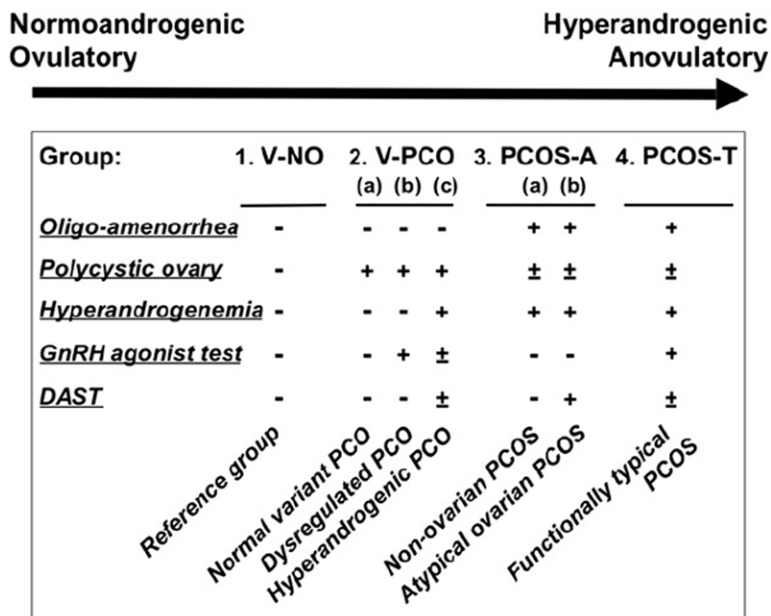 Normoandrogenic
Ovulatory
Hyperandrogenic
Anovulatory
Group: 1. V-NO 2. V-PCO 3. PCOS-A 4. PCOS-T
(a) (b) (c) (a) (b)
Oligo-amenorrhea - - - - + + +
Polycystic ovary - + + + ± ± ±
Hyperandrogenemia - - - + + + +
GnRH agonist test - - + ± - - +
DAST - - - ± - + ±
Reference group
Normal variant PCO
Dysregulated PCO
Hyperandrogenic PCO
Non-ovarian PCOS
Atypical ovarian PCOS
Functionally typical
PCOS